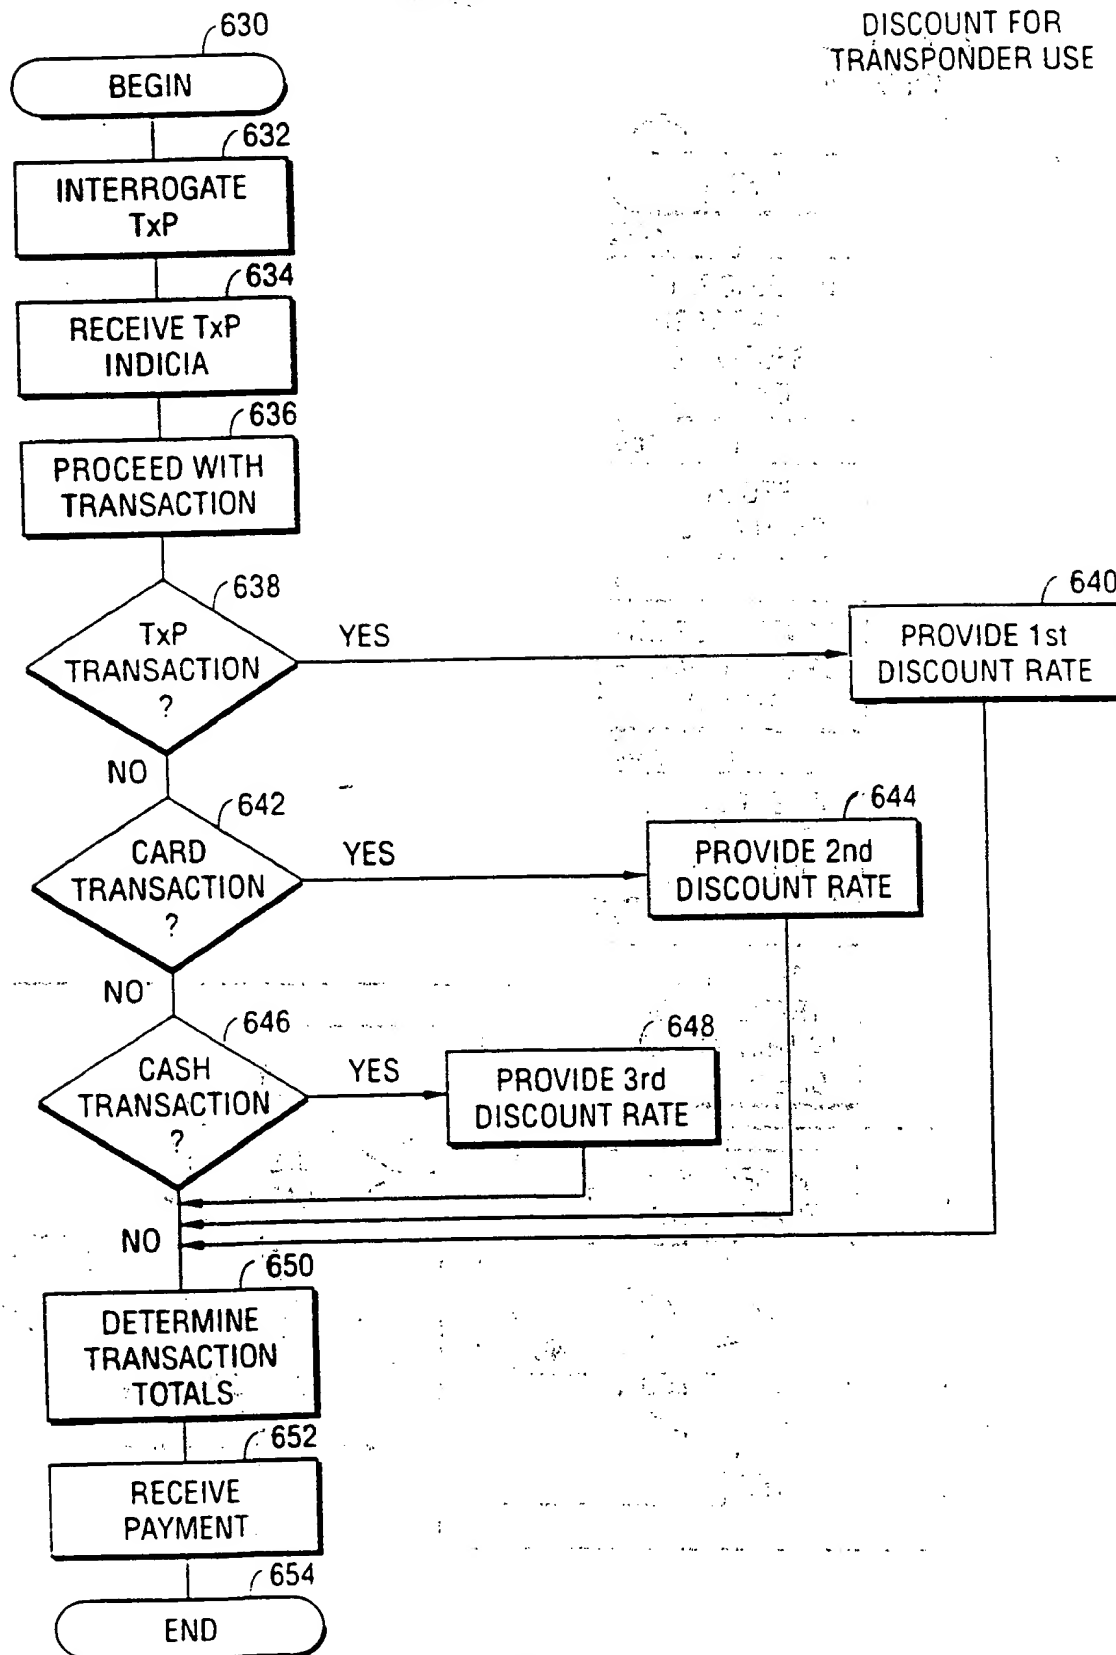 DISCOUNT FOR
TRANSPONDER USE
630
BEGIN
632
INTERROGATE
TxP
634
RECEIVE TxP
INDICIA
636
PROCEED WITH
TRANSACTION
638
TxP
TRANSACTION
?
YES
640
PROVIDE 1st
DISCOUNT RATE
NO
642
CARD
TRANSACTION
?
YES
644
PROVIDE 2nd
DISCOUNT RATE
NO
646
CASH
TRANSACTION
?
YES
648
PROVIDE 3rd
DISCOUNT RATE
NO
650
DETERMINE
TRANSACTION
TOTALS
652
RECEIVE
PAYMENT
654
END